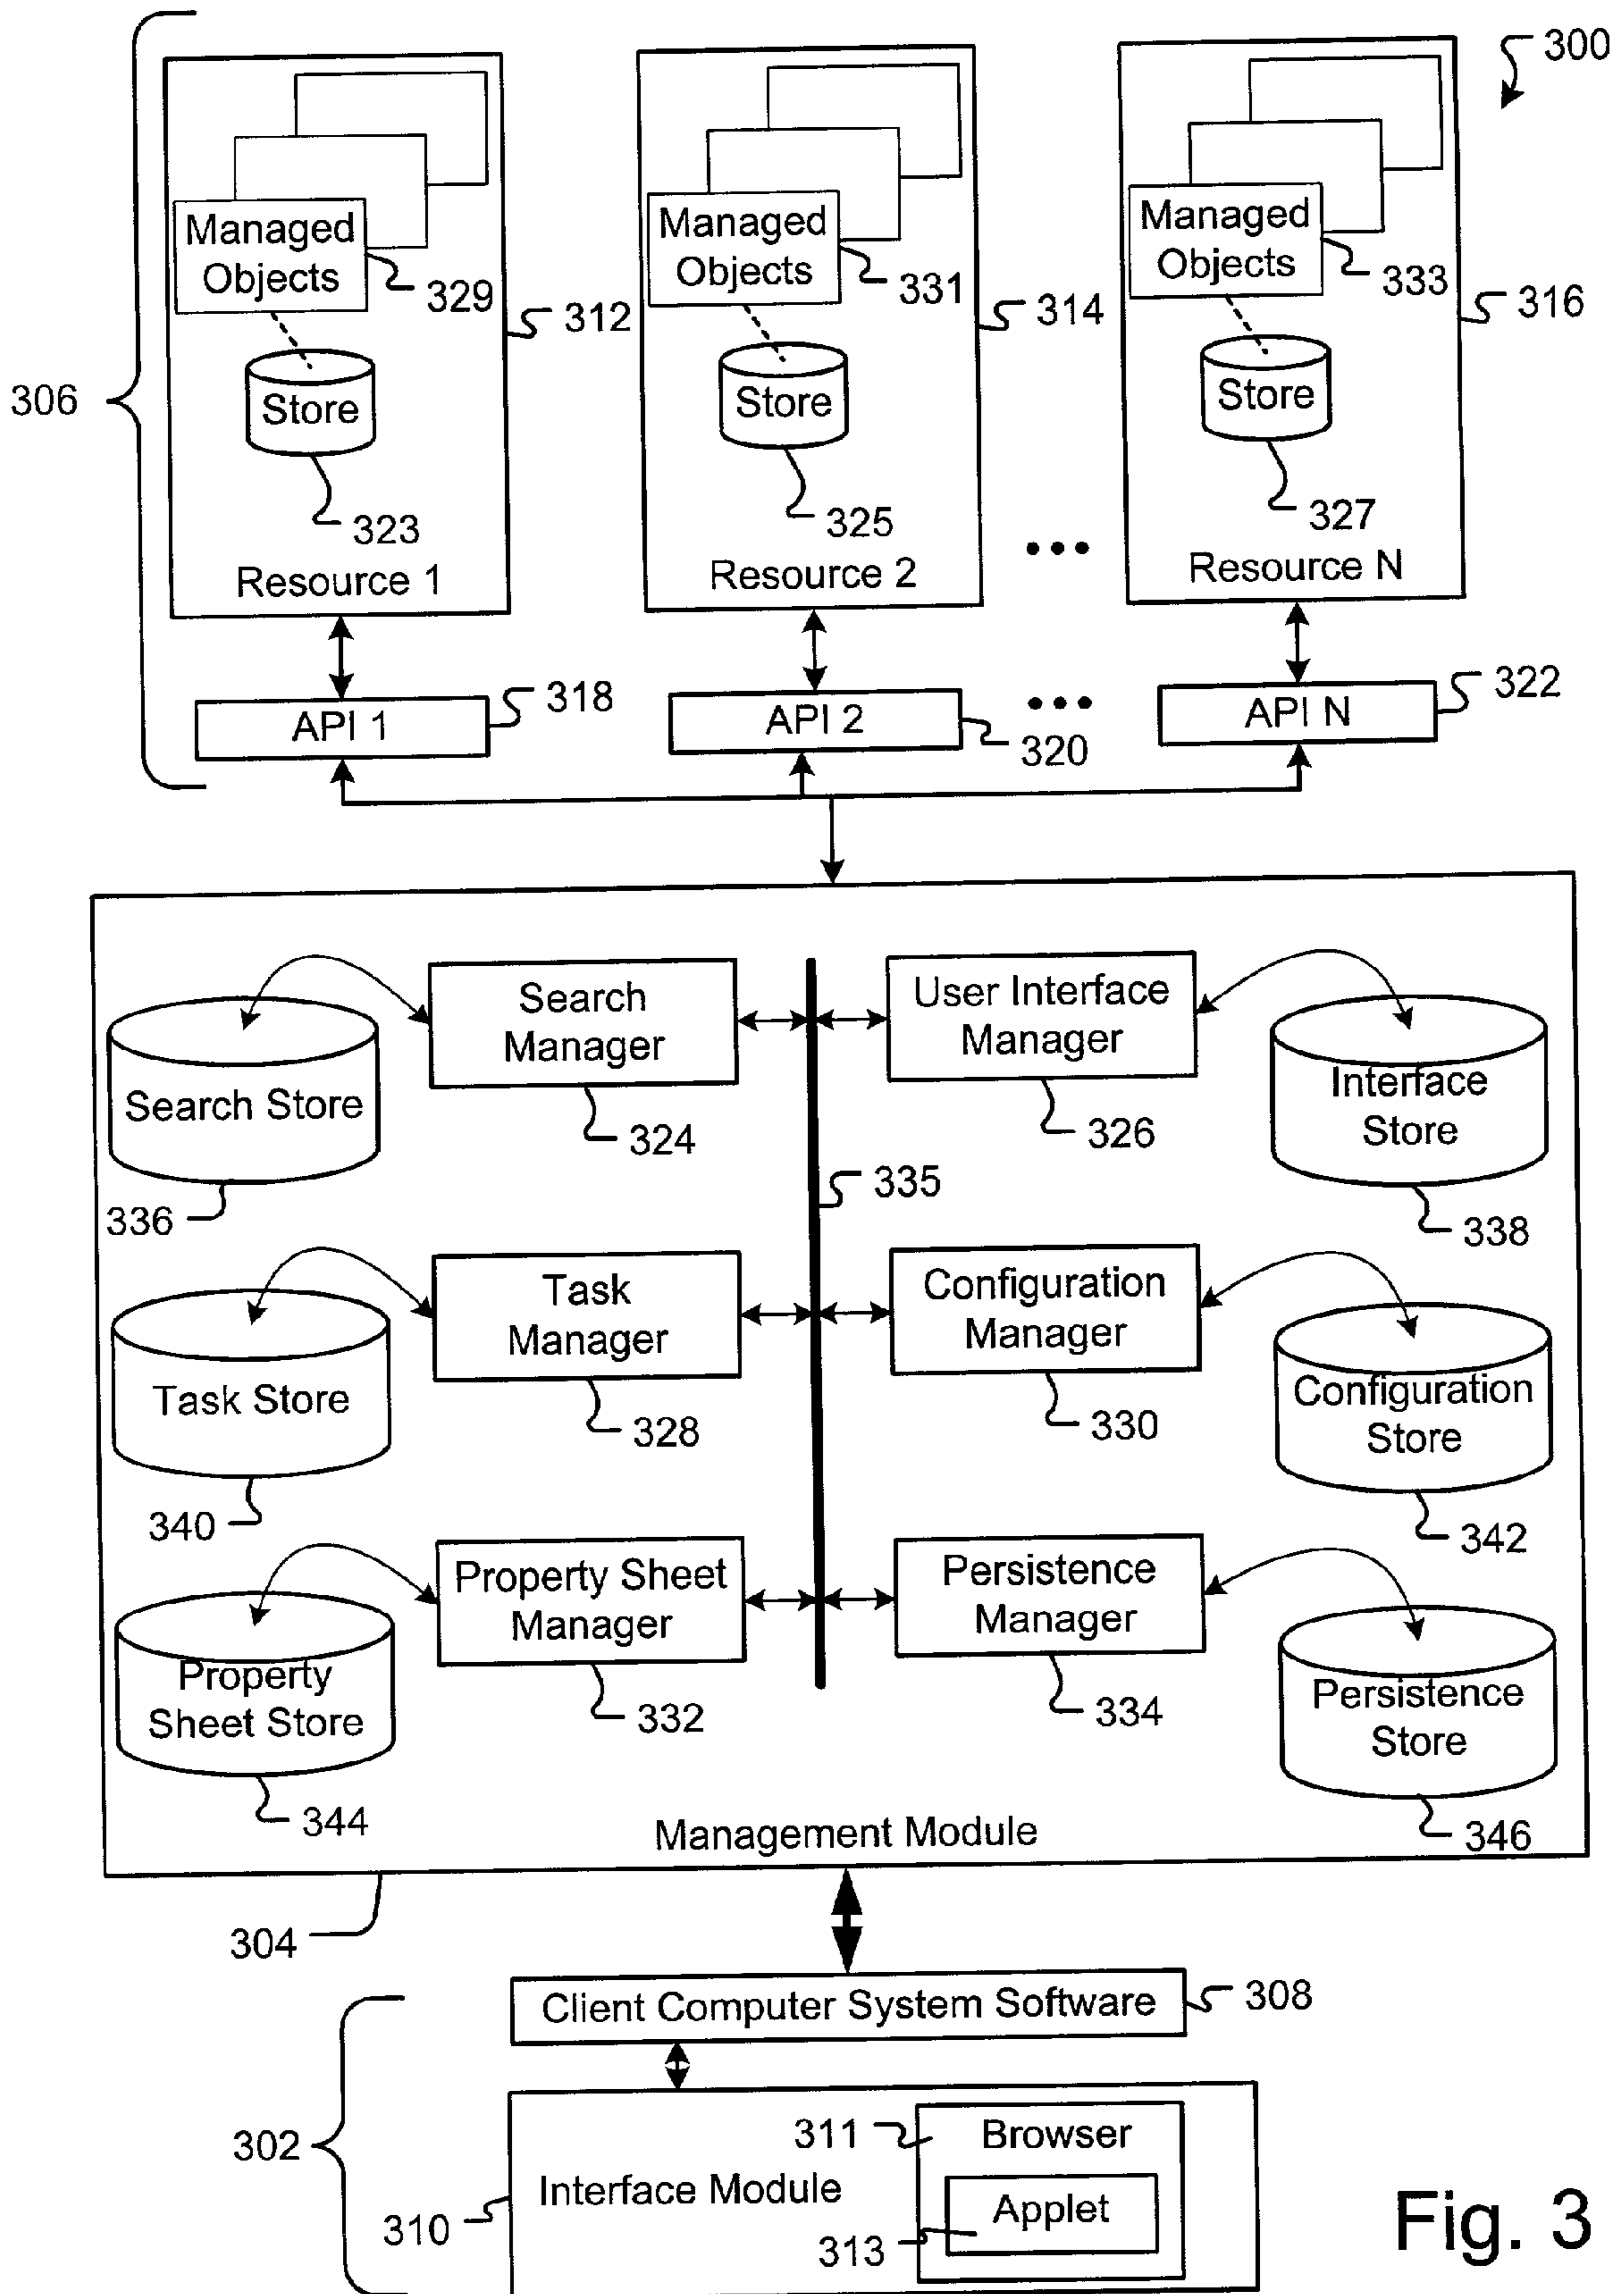 300
Managed
Objects
329
312
Managed
Objects
331
314
Managed
Objects
333
316
306
Store
323
Resource 1
Store
325
Resource 2
...
Store
327
Resource N
API 1
318
API 2
320
...
API N
322
Search
Manager
324
User Interface
Manager
326
Search Store
336
Interface
Store
338
335
Task
Manager
328
Configuration
Manager
330
Task Store
340
Configuration
Store
342
Property Sheet
Manager
332
Persistence
Manager
334
Property
Sheet Store
344
Persistence
Store
346
Management Module
304
Client Computer System Software
308
302
Interface Module
310
311
Browser
Applet
313
Fig. 3